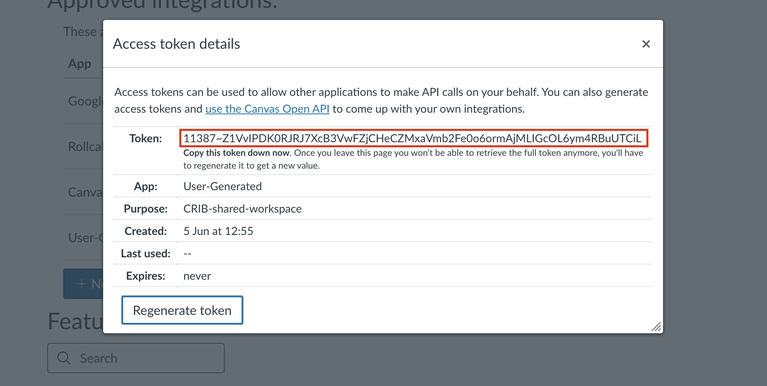 Approved Integrations:
These a
App
Google
Rollcal
Canva
User-G
+ N
Featu
Search
Access token details
×
Access tokens can be used to allow other applications to make API calls on your behalf. You can also generate
access tokens and use the Canvas Open API to come up with your own integrations.
Token: 11387~Z1VvIPDK0RJRJ7XcB3VwFZjCHeCZMxaVmb2Fe0o6ormAjMLIGcOL6ym4RBuUTCiL
Copy this token down now. Once you leave this page you won't be able to retrieve the full token anymore, you'll have
to regenerate it to get a new value.
App: User-Generated
Purpose: CRIB-shared-workspace
Created: 5 Jun at 12:55
Last used: --
Expires: never
Regenerate token